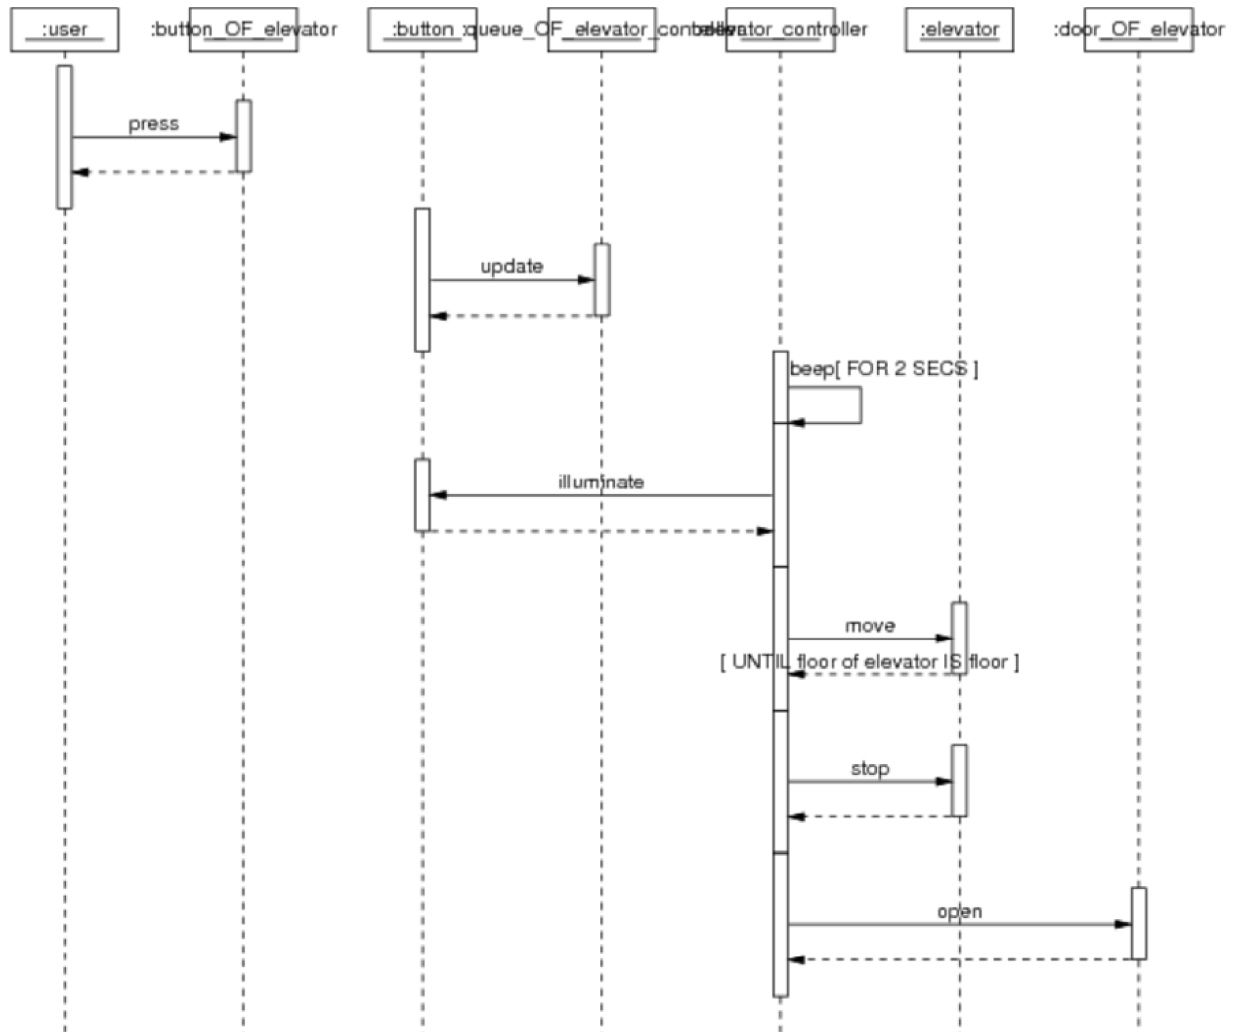 :user
:button_OF_elevator
:button
:queue_OF_elevator_controller
:elevator_controller
:elevator
:door_OF_elevator
press
update
beep[ FOR 2 SECS ]
illuminate
move
[ UNTIL floor of elevator IS floor ]
stop
open